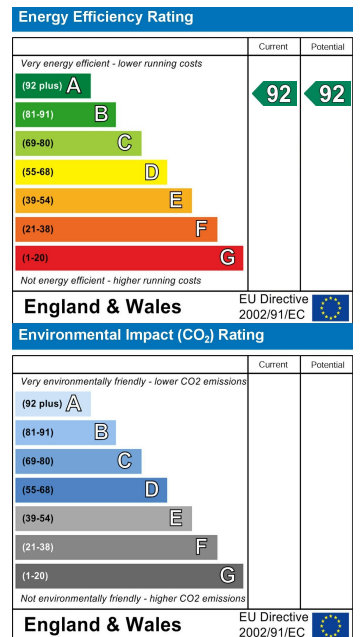 Energy Efficiency Rating
Current Potential
Very energy efficient - lower running costs
(92 plus) A
92 92
(81-91) B
(69-80) C
(55-68) D
(39-54) E
(21-38) F
(1-20) G
Not energy efficient - higher running costs
England & Wales
EU Directive
2002/91/EC
Environmental Impact (CO₂) Rating
Current Potential
Very environmentally friendly - lower CO2 emissions
(92 plus) A
(81-91) B
(69-80) C
(55-68) D
(39-54) E
(21-38) F
(1-20) G
Not environmentally friendly - higher CO2 emissions
England & Wales
EU Directive
2002/91/EC